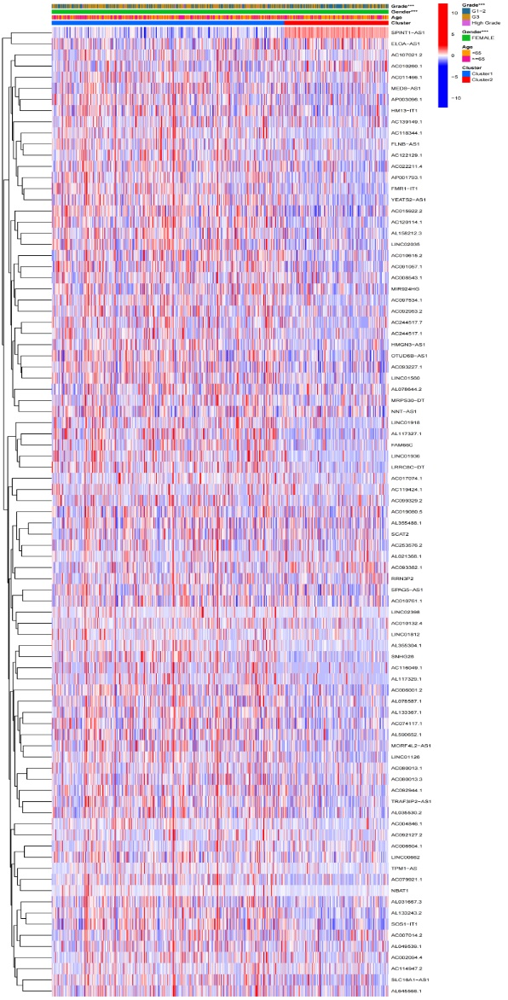 Grade***
Gender***
Age
Cluster
SPINT1-AS1
ELOA-AS1
AC107021.2
AC010260.1
AC011466.1
MED8-AS1
AP003096.1
HM13-IT1
AC139149.1
AC118344.1
FLNB-AS1
AC122129.1
AC022211.4
AP001793.1
FMR1-IT1
YEATS2-AS1
AC015922.2
AC120114.1
AL158212.3
LINC02035
AC010618.2
AC091057.1
AC008543.1
MIR924HG
AC097534.1
AC092953.2
AC244517.7
AC244517.1
HMGN3-AS1
OTUD6B-AS1
AC093227.1
LINC01560
AL078644.2
MRPS30-DT
NNT-AS1
LINC01918
AL117327.1
FAM66C
LINC01936
LRRC8C-DT
AC017074.1
AC119424.1
AC099329.2
AC019080.5
AL355488.1
SCAT2
AC253576.2
AL021368.1
AC093382.1
RRN3P2
SPAG5-AS1
AC010761.1
LINC02398
AC010132.4
LINC01812
AL355304.1
SNHG26
AC116049.1
AL117329.1
AC006001.2
AL078587.1
AL133367.1
AC074117.1
AL590652.1
MORF4L2-AS1
LINC01126
AC080013.1
AC080013.3
AC092944.1
TRAF3IP2-AS1
AL035530.2
AC004846.1
AC092127.2
AC006504.1
LINC00662
TPM1-AS
AC079921.1
NBAT1
AL031667.3
AL133243.2
SOS1-IT1
AC007014.2
AL049539.1
AC002094.4
AC114947.2
SLC16A1-AS1
AL645568.1
10
5
0
−5
−10
Grade***
G1-2
G3
High Grade
Gender***
FEMALE
Age
<65
>=65
Cluster
Cluster1
Cluster2